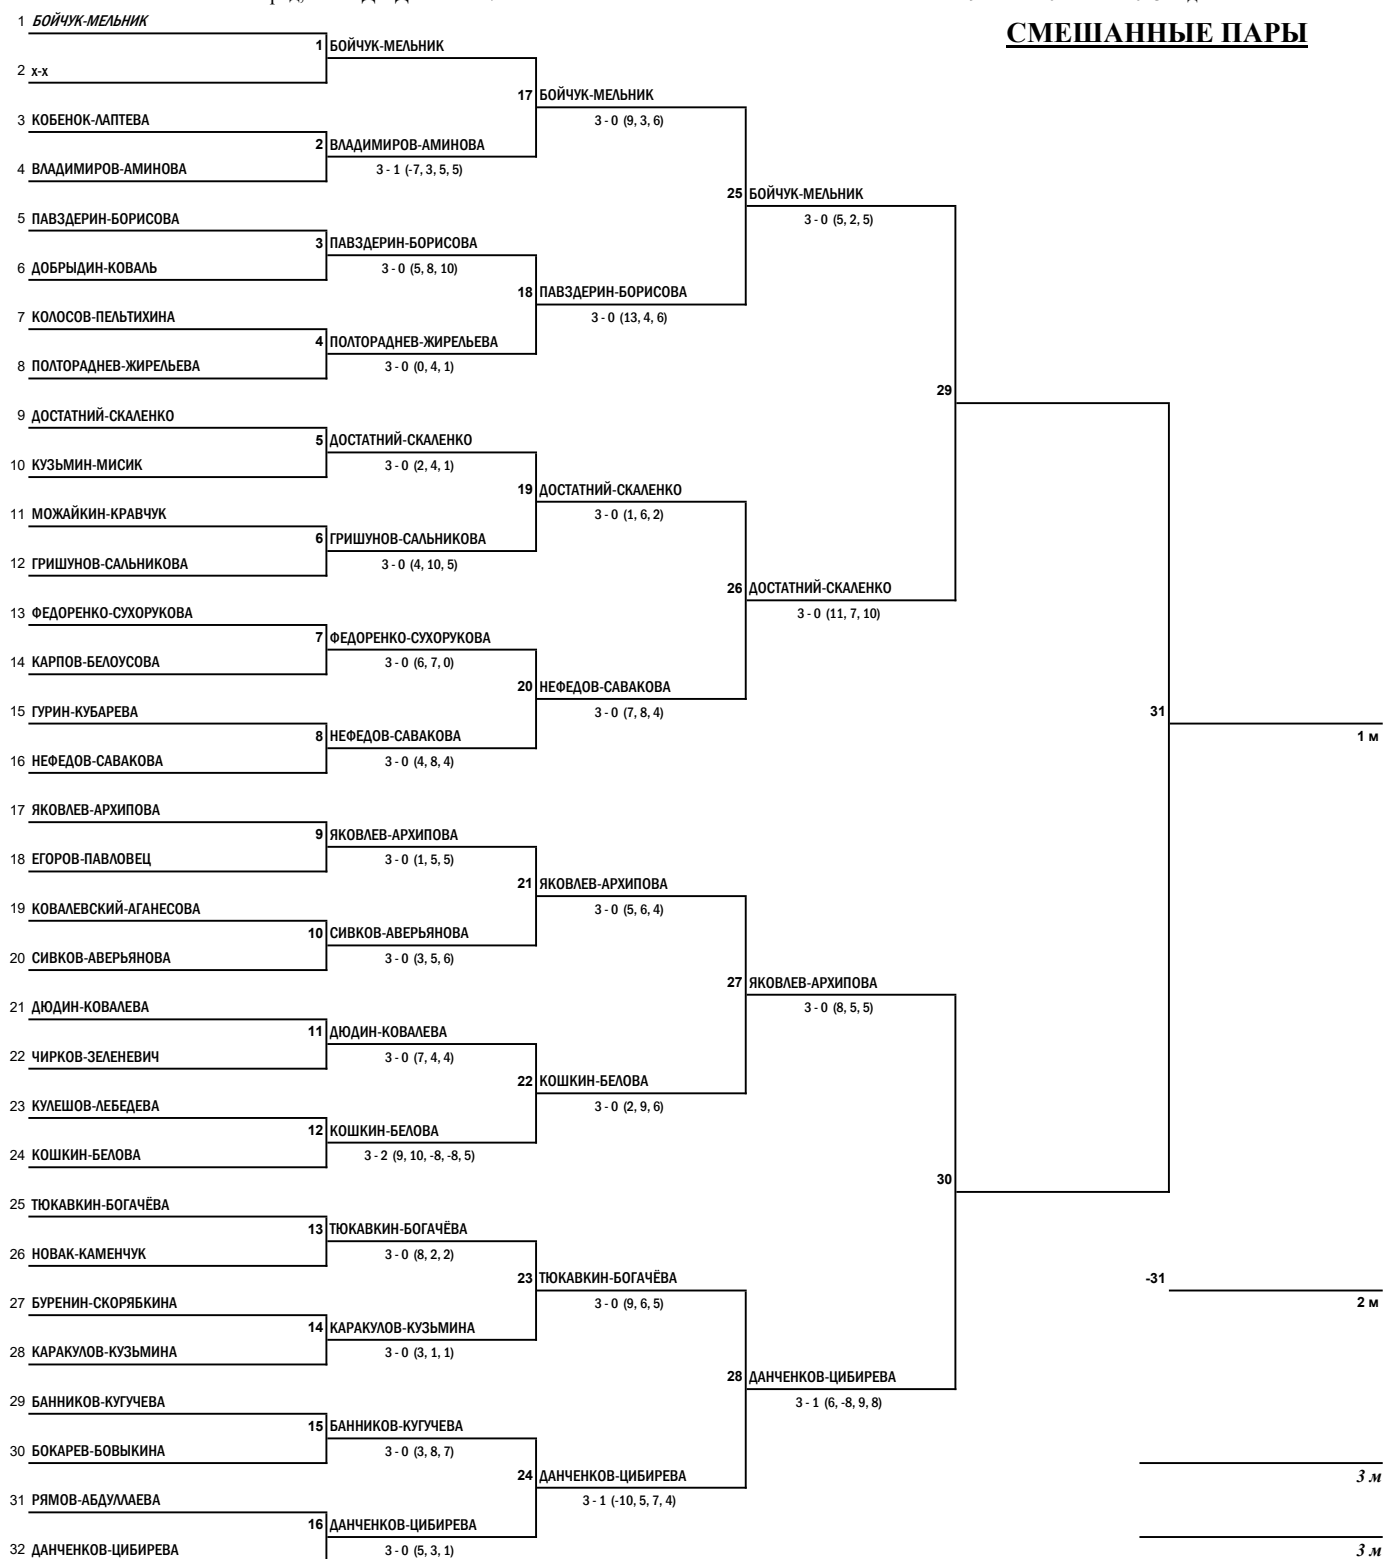 СМЕШАННЫЕ ПАРЫ
1 БОЙЧУК-МЕЛЬНИК
1 БОЙЧУК-МЕЛЬНИК
2 х-х
17 БОЙЧУК-МЕЛЬНИК
3 - 0 (9, 3, 6)
3 КОБЕНОК-ЛАПТЕВА
2 ВЛАДИМИРОВ-АМИНОВА
3 - 1 (-7, 3, 5, 5)
4 ВЛАДИМИРОВ-АМИНОВА
25 БОЙЧУК-МЕЛЬНИК
3 - 0 (5, 2, 5)
5 ПАВЗДЕРИН-БОРИСОВА
3 ПАВЗДЕРИН-БОРИСОВА
3 - 0 (5, 8, 10)
6 ДОБРЫДИН-КОВАЛЬ
18 ПАВЗДЕРИН-БОРИСОВА
3 - 0 (13, 4, 6)
7 КОЛОСОВ-ПЕЛЬТИХИНА
4 ПОЛТОРАДНЕВ-ЖИРЕЛЬЕВА
3 - 0 (0, 4, 1)
8 ПОЛТОРАДНЕВ-ЖИРЕЛЬЕВА
29
9 ДОСТАТНИЙ-СКАЛЕНКО
5 ДОСТАТНИЙ-СКАЛЕНКО
3 - 0 (2, 4, 1)
10 КУЗЬМИН-МИСИК
19 ДОСТАТНИЙ-СКАЛЕНКО
3 - 0 (1, 6, 2)
11 МОЖАЙКИН-КРАВЧУК
6 ГРИШУНОВ-САЛЬНИКОВА
3 - 0 (4, 10, 5)
12 ГРИШУНОВ-САЛЬНИКОВА
26 ДОСТАТНИЙ-СКАЛЕНКО
3 - 0 (11, 7, 10)
13 ФЕДОРЕНКО-СУХОРУКОВА
7 ФЕДОРЕНКО-СУХОРУКОВА
3 - 0 (6, 7, 0)
14 КАРПОВ-БЕЛОУСОВА
20 НЕФЕДОВ-САВАКОВА
3 - 0 (7, 8, 4)
15 ГУРИН-КУБАРЕВА
31
1 м
8 НЕФЕДОВ-САВАКОВА
3 - 0 (4, 8, 4)
16 НЕФЕДОВ-САВАКОВА
17 ЯКОВЛЕВ-АРХИПОВА
9 ЯКОВЛЕВ-АРХИПОВА
3 - 0 (1, 5, 5)
18 ЕГОРОВ-ПАВЛОВЕЦ
21 ЯКОВЛЕВ-АРХИПОВА
3 - 0 (5, 6, 4)
19 КОВАЛЕВСКИЙ-АГАНЕСОВА
10 СИВКОВ-АВЕРЬЯНОВА
3 - 0 (3, 5, 6)
20 СИВКОВ-АВЕРЬЯНОВА
27 ЯКОВЛЕВ-АРХИПОВА
3 - 0 (8, 5, 5)
21 ДЮДИН-КОВАЛЕВА
11 ДЮДИН-КОВАЛЕВА
3 - 0 (7, 4, 4)
22 ЧИРКОВ-ЗЕЛЕНЕВИЧ
22 КОШКИН-БЕЛОВА
3 - 0 (2, 9, 6)
23 КУЛЕШОВ-ЛЕБЕДЕВА
12 КОШКИН-БЕЛОВА
3 - 2 (9, 10, -8, -8, 5)
24 КОШКИН-БЕЛОВА
30
25 ТЮКАВКИН-БОГАЧЁВА
13 ТЮКАВКИН-БОГАЧЁВА
3 - 0 (8, 2, 2)
26 НОВАК-КАМЕНЧУК
23 ТЮКАВКИН-БОГАЧЁВА
3 - 0 (9, 6, 5)
-31
2 м
27 БУРЕНИН-СКОРЯБКИНА
14 КАРАКУЛОВ-КУЗЬМИНА
3 - 0 (3, 1, 1)
28 КАРАКУЛОВ-КУЗЬМИНА
28 ДАНЧЕНКОВ-ЦИБИРЕВА
3 - 1 (6, -8, 9, 8)
29 БАННИКОВ-КУГУЧЕВА
15 БАННИКОВ-КУГУЧЕВА
3 - 0 (3, 8, 7)
30 БОКАРЕВ-БОВЫКИНА
24 ДАНЧЕНКОВ-ЦИБИРЕВА
3 - 1 (-10, 5, 7, 4)
3 м
31 РЯМОВ-АБДУЛЛАЕВА
16 ДАНЧЕНКОВ-ЦИБИРЕВА
3 - 0 (5, 3, 1)
32 ДАНЧЕНКОВ-ЦИБИРЕВА
3 м